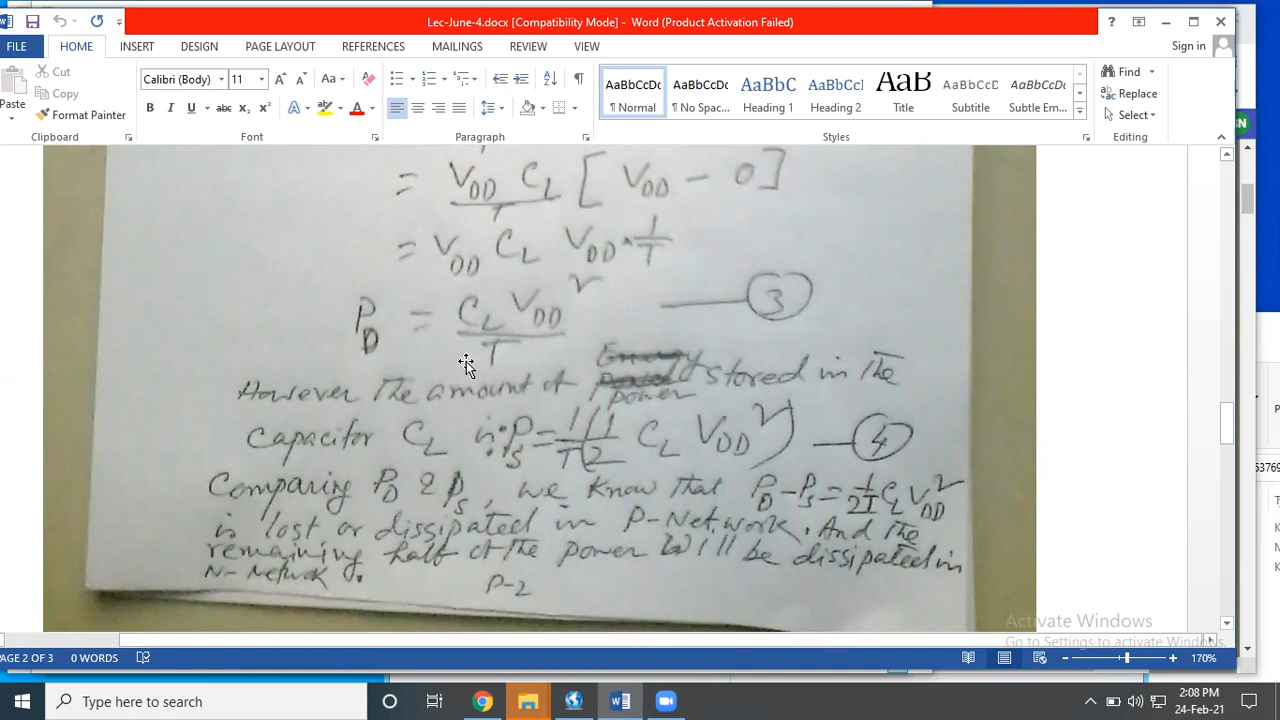 Lec-June-4.docx [Compatibility Mode] - Word (Product Activation Failed)
FILE HOME INSERT DESIGN PAGE LAYOUT REFERENCES MAILINGS REVIEW VIEW Sign in
Paste
Cut
Copy
Format Painter
Clipboard
Calibri (Body) 11
Font
Paragraph
AaBbCcDc AaBbCcDc AaBbC AaBbCcI AaB AaBbCcD AaBbCcDc
¶ Normal ¶ No Spac... Heading 1 Heading 2 Title Subtitle Subtle Em...
Styles
Find
Replace
Select
Editing
= V_DD C_L / T [ V_DD - 0 ]
= V_DD C_L V_DD × 1/T
P_D = C_L V_DD² / T — 3
However the amount of power stored in the
Capacitor C_L is: P_S = 1/T (1/2 C_L V_DD²) — 4
Comparing P_D & P_S, we know that P_D - P_S = 1/2T C_L V_DD²
is lost or dissipated in P-Network. And the
remaining half of the power will be dissipated in
N-Network.
P-2
Activate Windows
Go to Settings to activate Windows.
PAGE 2 OF 3 0 WORDS 170%
Type here to search
2:08 PM
24-Feb-21